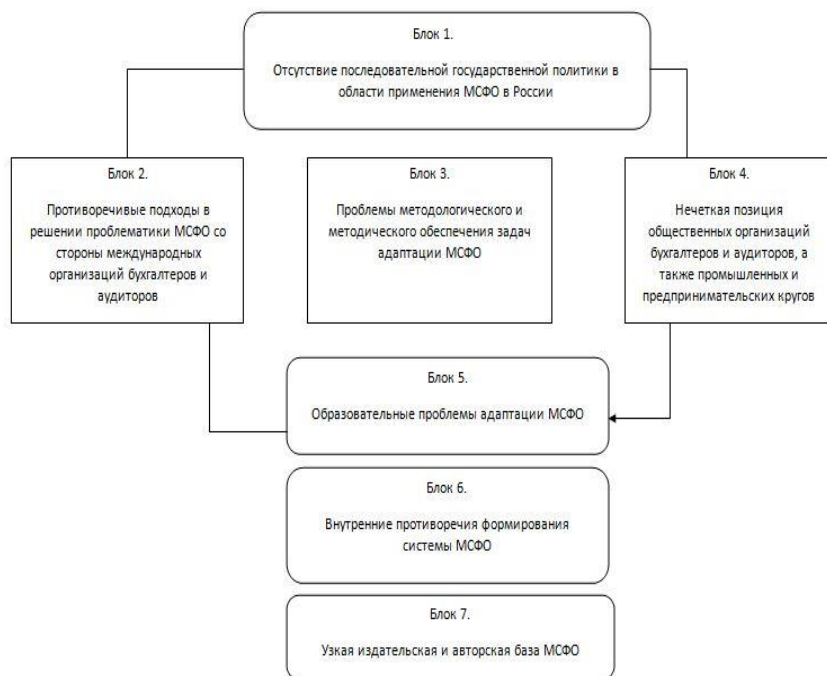 Блок 1.
Отсутствие последовательной государственной политики в
области применения МСФО в России
Блок 2.
Противоречивые подходы в
решении проблематики МСФО со
стороны международных
организаций бухгалтеров и
аудиторов
Блок 3.
Проблемы методологического и
методического обеспечения задач
адаптации МСФО
Блок 4.
Нечеткая позиция
общественных организаций
бухгалтеров и аудиторов, а
также промышленных и
предпринимательских кругов
Блок 5.
Образовательные проблемы адаптации МСФО
Блок 6.
Внутренние противоречия формирования
системы МСФО
Блок 7.
Узкая издательская и авторская база МСФО